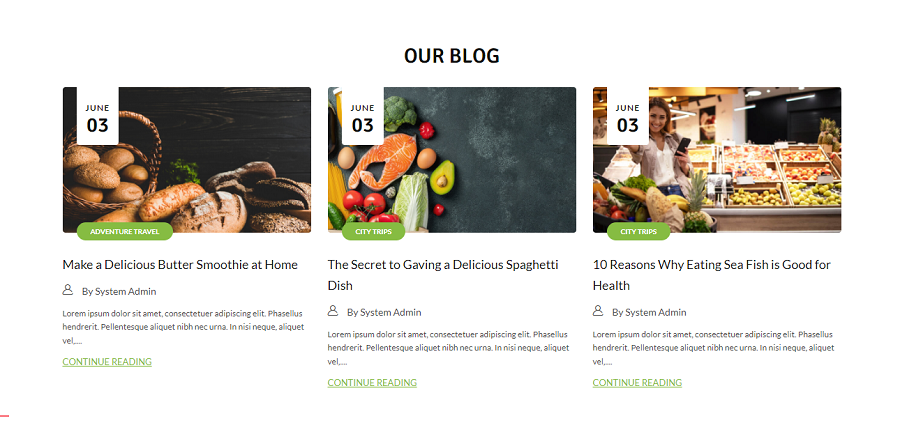 OUR BLOG
JUNE
03
ADVENTURE TRAVEL
Make a Delicious Butter Smoothie at Home
By System Admin
Lorem ipsum dolor sit amet, consectetuer adipiscing elit. Phasellus
hendrerit. Pellentesque aliquet nibh nec urna. In nisi neque, aliquet
vel,...
CONTINUE READING
JUNE
03
CITY TRIPS
The Secret to Gaving a Delicious Spaghetti
Dish
By System Admin
Lorem ipsum dolor sit amet, consectetuer adipiscing elit. Phasellus
hendrerit. Pellentesque aliquet nibh nec urna. In nisi neque, aliquet
vel,...
CONTINUE READING
JUNE
03
CITY TRIPS
10 Reasons Why Eating Sea Fish is Good for
Health
By System Admin
Lorem ipsum dolor sit amet, consectetuer adipiscing elit. Phasellus
hendrerit. Pellentesque aliquet nibh nec urna. In nisi neque, aliquet
vel,...
CONTINUE READING